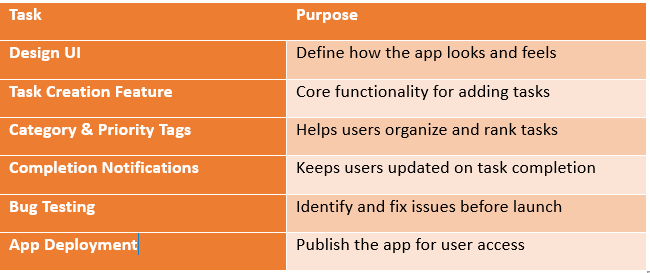 Task Purpose
Design UI Define how the app looks and feels
Task Creation Feature Core functionality for adding tasks
Category & Priority Tags Helps users organize and rank tasks
Completion Notifications Keeps users updated on task completion
Bug Testing Identify and fix issues before launch
App Deployment Publish the app for user access